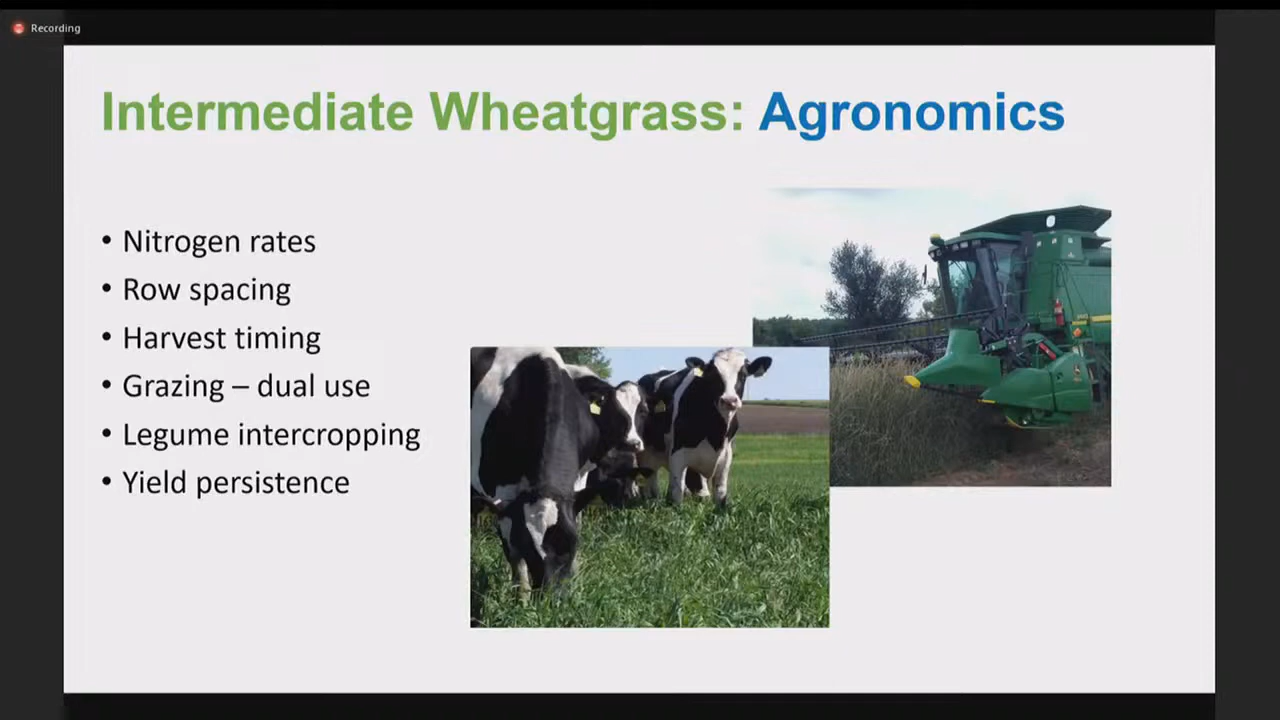 Recording
Intermediate Wheatgrass: Agronomics
• Nitrogen rates
• Row spacing
• Harvest timing
• Grazing – dual use
• Legume intercropping
• Yield persistence